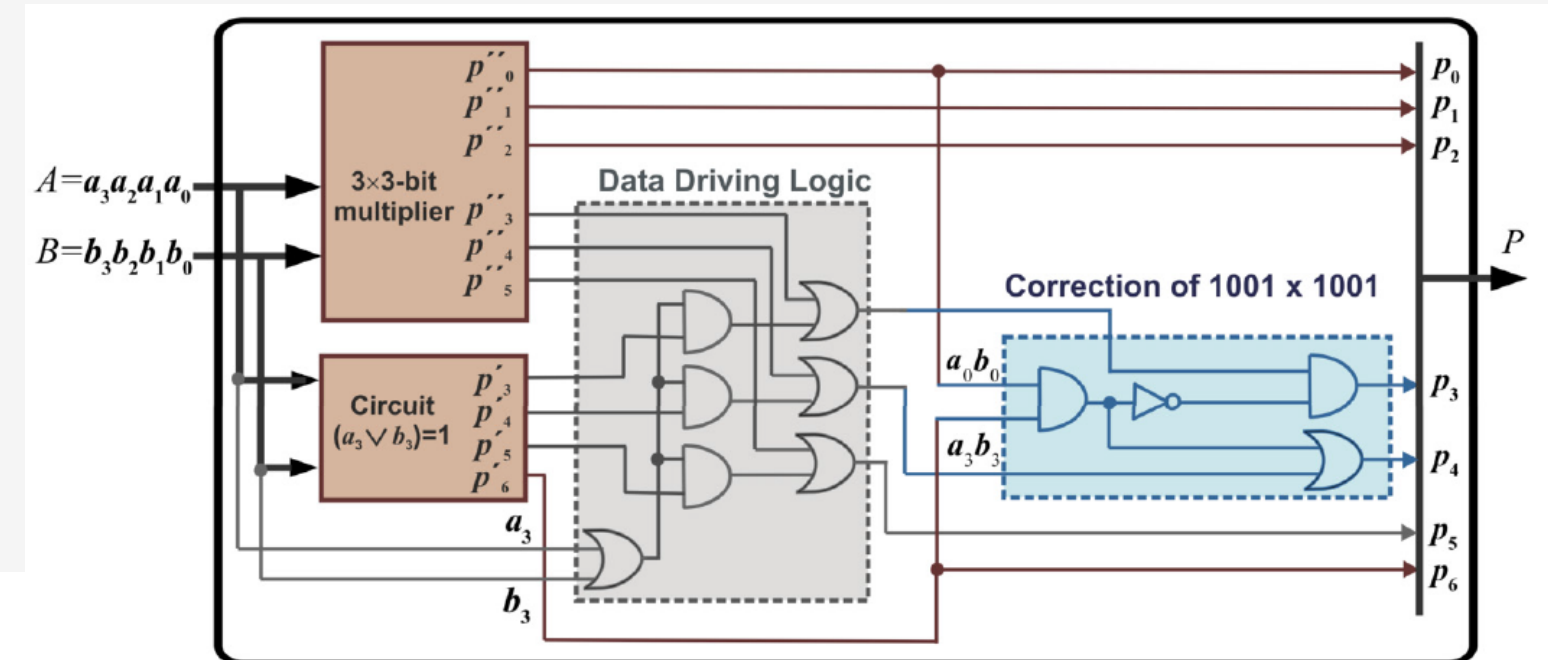 p´´₀
p´´₁
p´´₂
3×3-bit
multiplier
p´´₃
p´´₄
p´´₅
A=a₃a₂a₁a₀
B=b₃b₂b₁b₀
Data Driving Logic
Circuit
(a₃∨b₃)=1
p´₃
p´₄
p´₅
p´₆
a₃
b₃
Correction of 1001 x 1001
a₀b₀
a₃b₃
p₀
p₁
p₂
P
p₃
p₄
p₅
p₆